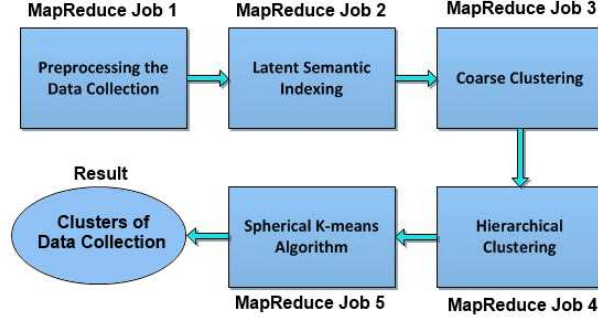 MapReduce Job 1
Preprocessing the
Data Collection
MapReduce Job 2
Latent Semantic
Indexing
MapReduce Job 3
Coarse Clustering
Hierarchical
Clustering
MapReduce Job 4
Spherical K-means
Algorithm
MapReduce Job 5
Result
Clusters of
Data Collection